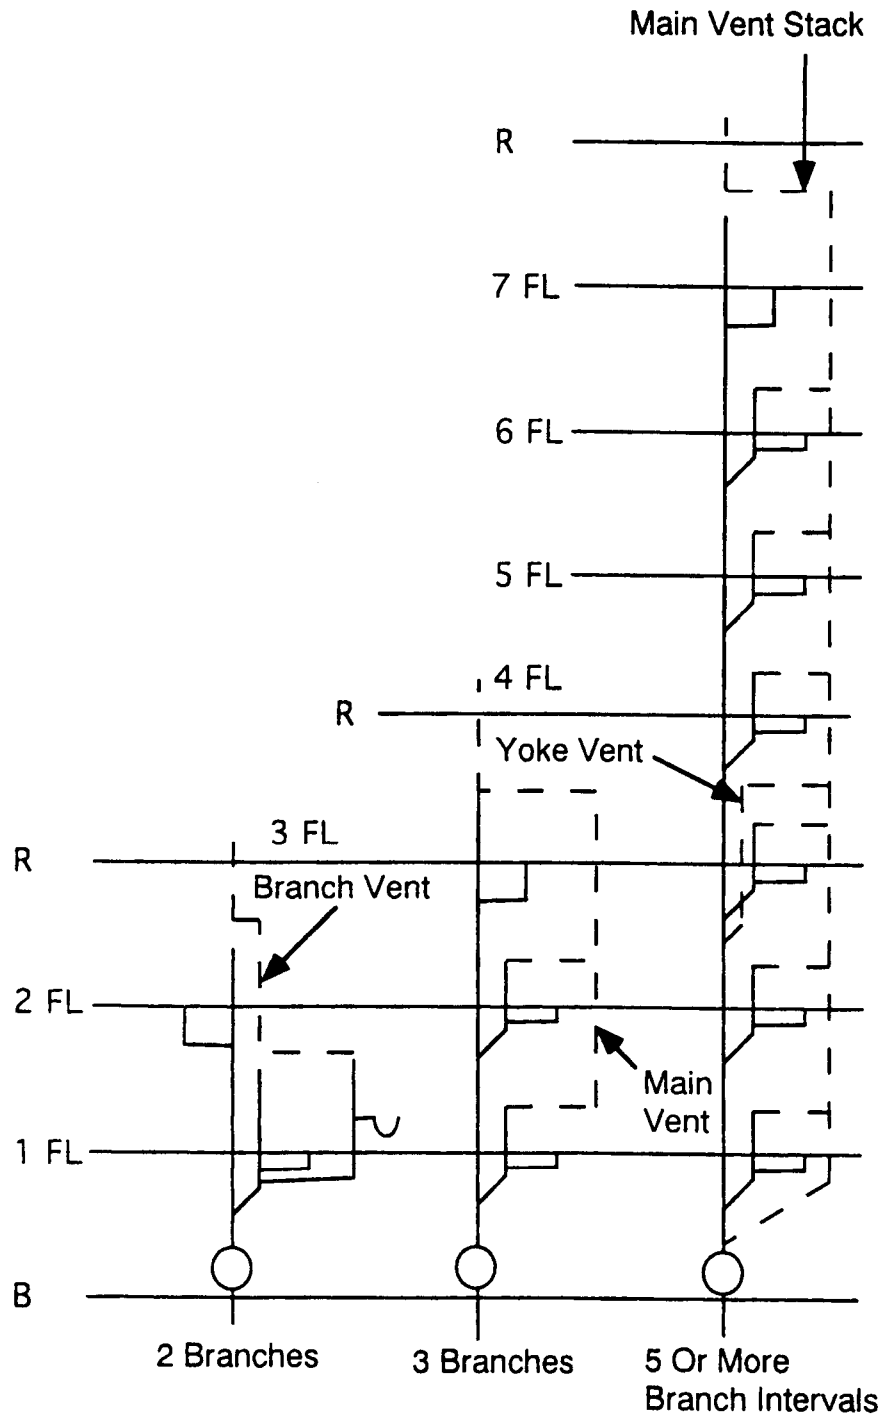 Main Vent Stack
R
7 FL
6 FL
5 FL
4 FL
R
Yoke Vent
3 FL
R
Branch Vent
2 FL
Main
Vent
1 FL
B
2 Branches
3 Branches
5 Or More
Branch Intervals